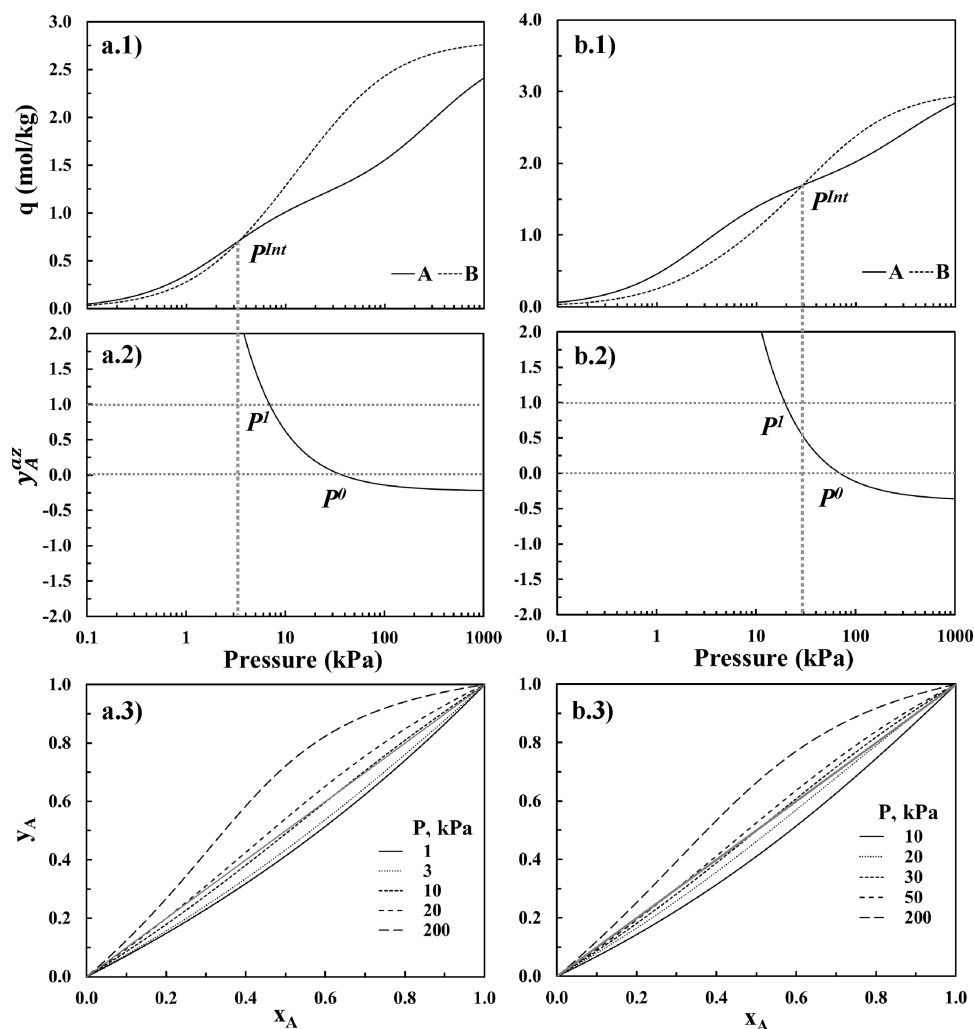 a.1)
3.0
2.5
2.0
1.5
1.0
0.5
0.0
q (mol/kg)
P^Int
A B
b.1)
4.0
3.0
2.0
1.0
0.0
P^Int
A B
a.2)
2.0
1.5
1.0
0.5
0.0
-0.5
-1.0
-1.5
-2.0
y_A^az
P^1
P^0
0.1 1 10 100 1000
Pressure (kPa)
b.2)
2.0
1.5
1.0
0.5
0.0
-0.5
-1.0
-1.5
-2.0
P^1
P^0
0.1 1 10 100 1000
Pressure (kPa)
a.3)
1.0
0.8
0.6
0.4
0.2
0.0
y_A
P, kPa
1
3
10
20
200
0.0 0.2 0.4 0.6 0.8 1.0
x_A
b.3)
1.0
0.8
0.6
0.4
0.2
0.0
P, kPa
10
20
30
50
200
0.0 0.2 0.4 0.6 0.8 1.0
x_A